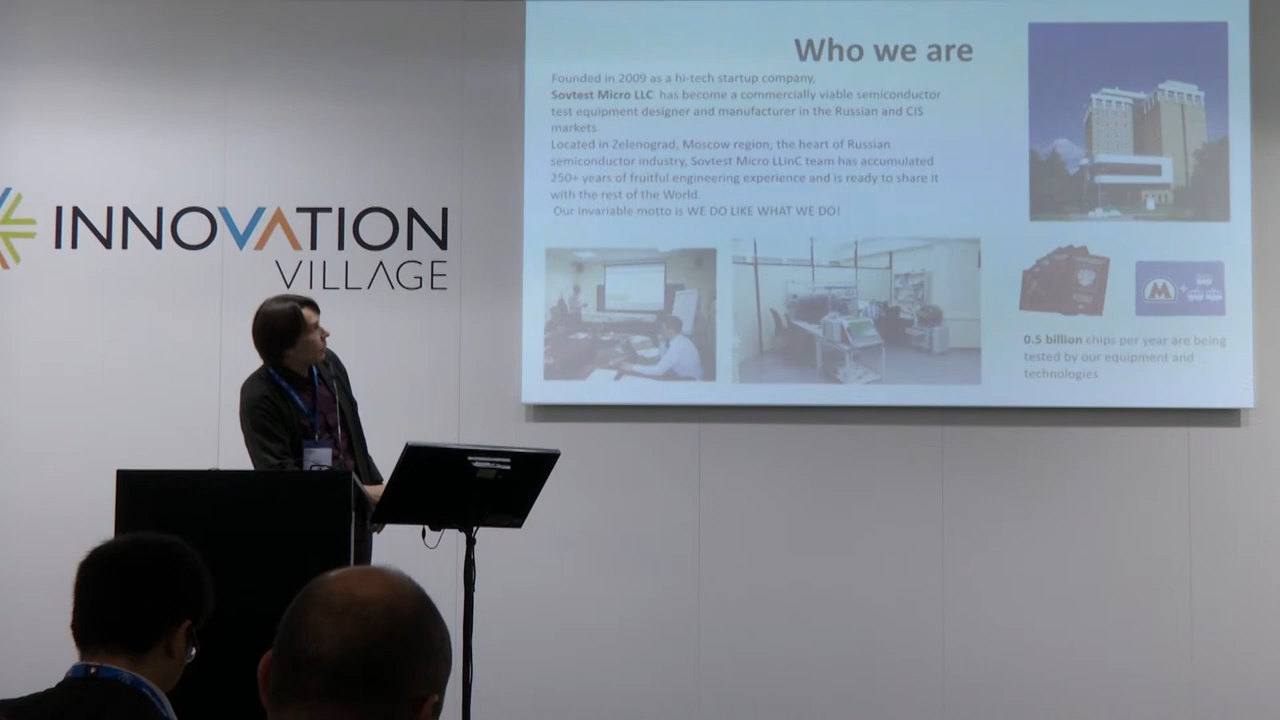 INNOVATION
VILLAGE
Who we are
Founded in 2009 as a hi-tech startup company,
Sovtest Micro LLC has become a commercially viable semiconductor
test equipment designer and manufacturer in the Russian and CIS
markets.
Located in Zelenograd, Moscow region, the heart of Russian
semiconductor industry, Sovtest Micro LLinC team has accumulated
250+ years of fruitful engineering experience and is ready to share it
with the rest of the World.
Our invariable motto is WE DO LIKE WHAT WE DO!
0.5 billion chips per year are being
tested by our equipment and
technologies